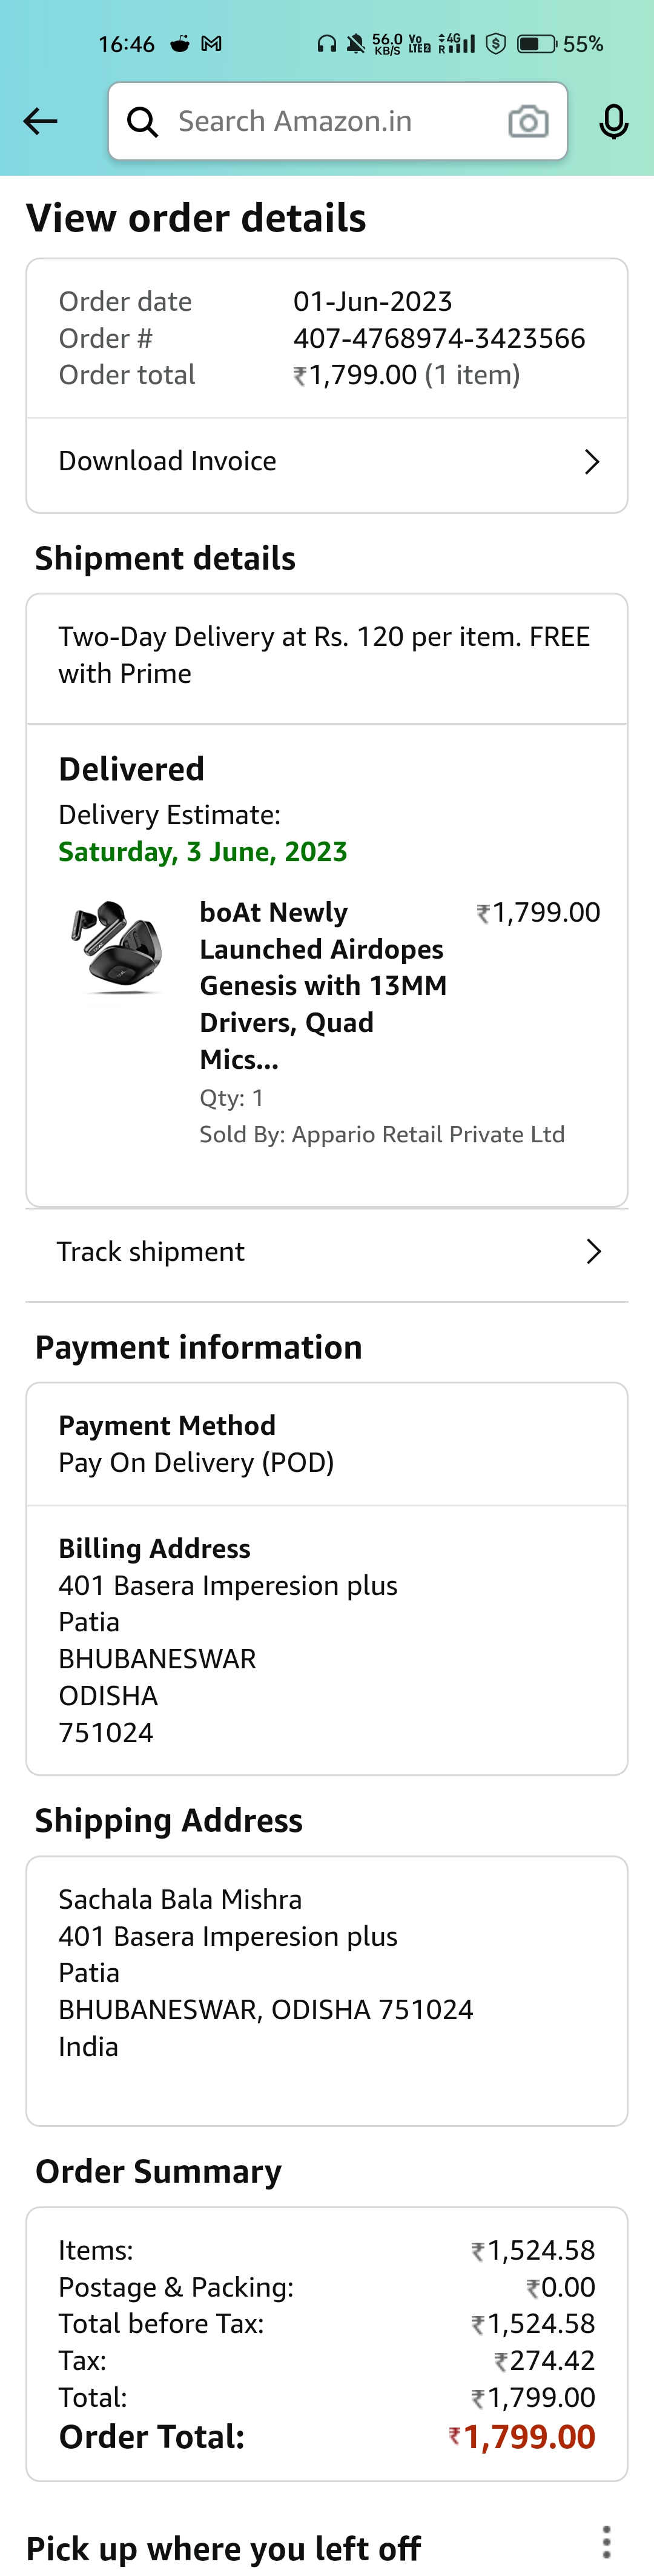 16:46 56.0 KB/S Vo LTE2 4G R 55%
Search Amazon.in
View order details
Order date 01-Jun-2023
Order # 407-4768974-3423566
Order total ₹1,799.00 (1 item)
Download Invoice
Shipment details
Two-Day Delivery at Rs. 120 per item. FREE
with Prime
Delivered
Delivery Estimate:
Saturday, 3 June, 2023
boAt Newly ₹1,799.00
Launched Airdopes
Genesis with 13MM
Drivers, Quad
Mics...
Qty: 1
Sold By: Appario Retail Private Ltd
Track shipment
Payment information
Payment Method
Pay On Delivery (POD)
Billing Address
401 Basera Imperesion plus
Patia
BHUBANESWAR
ODISHA
751024
Shipping Address
Sachala Bala Mishra
401 Basera Imperesion plus
Patia
BHUBANESWAR, ODISHA 751024
India
Order Summary
Items: ₹1,524.58
Postage & Packing: ₹0.00
Total before Tax: ₹1,524.58
Tax: ₹274.42
Total: ₹1,799.00
Order Total: ₹1,799.00
Pick up where you left off